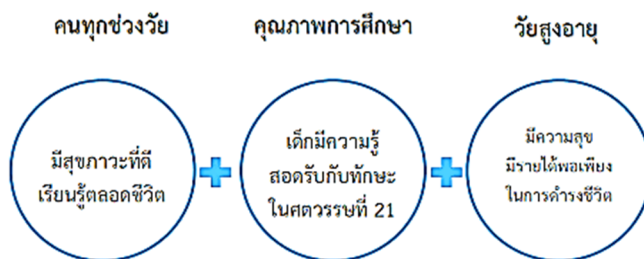 คนทุกช่วงวัย
คุณภาพการศึกษา
วัยสูงอายุ
มีสุขภาวะที่ดี
เรียนรู้ตลอดชีวิต
เด็กมีความรู้
สอดรับกับทักษะ
ในศตวรรษที่ 21
มีความสุข
มีรายได้พอเพียง
ในการดำรงชีวิต